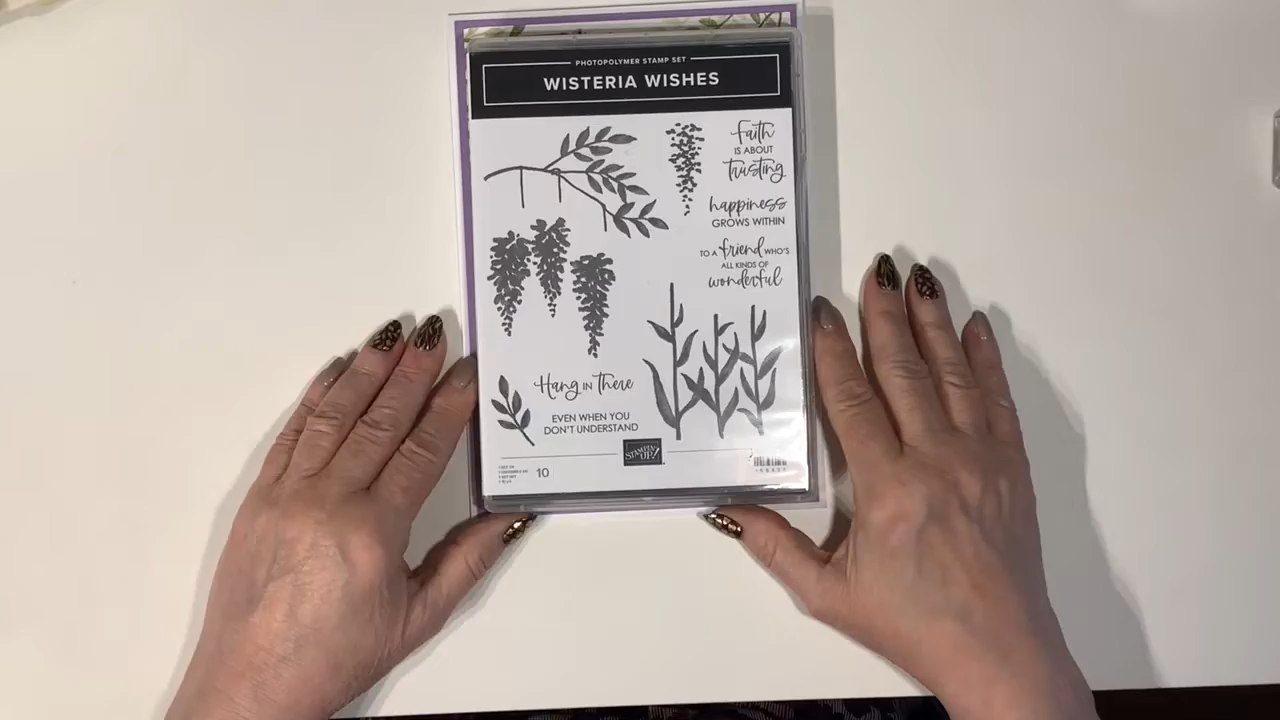 PHOTOPOLYMER STAMP SET
WISTERIA WISHES
faith
IS ABOUT
trusting
happiness
GROWS WITHIN
TO A friend WHO'S
ALL KINDS OF
wonderful
Hang IN There
EVEN WHEN YOU
DON'T UNDERSTAND
STAMPIN' UP!
10